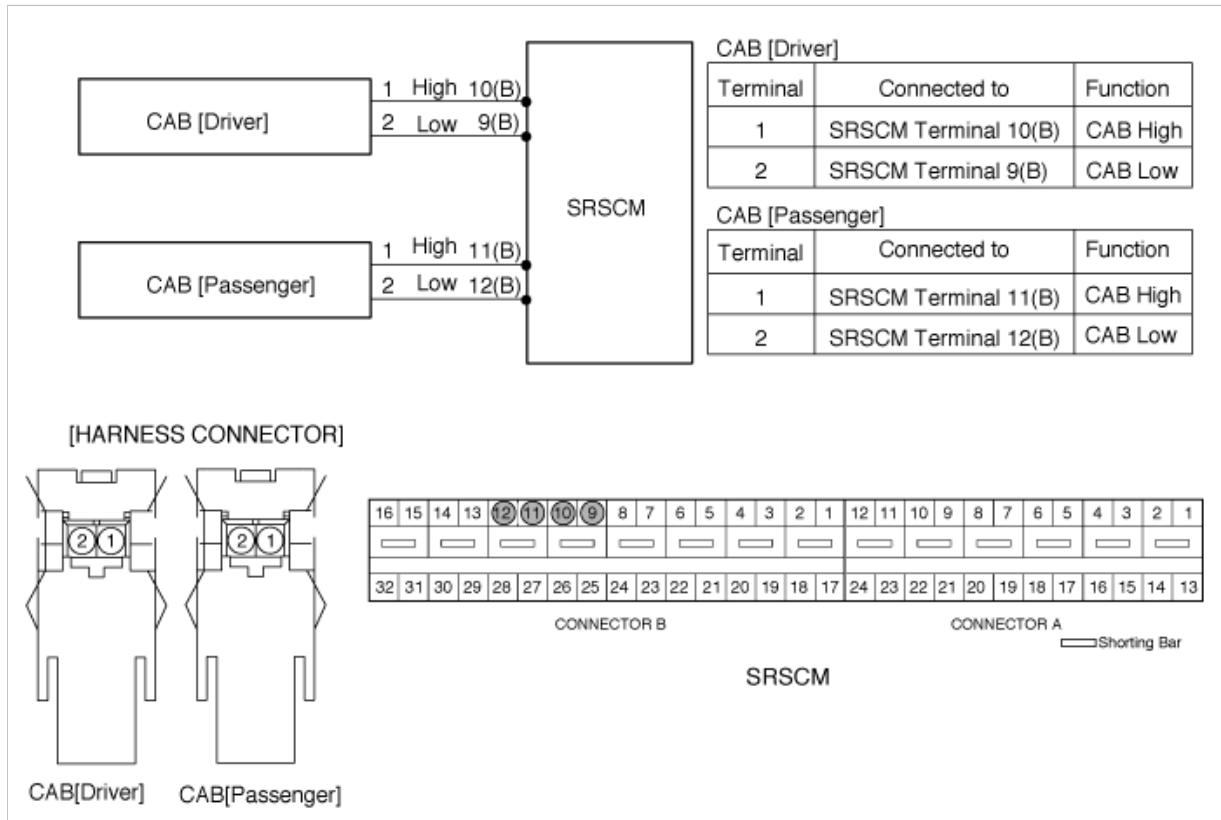 CAB [Driver]
1 High 10(B)
2 Low 9(B)
CAB [Passenger]
1 High 11(B)
2 Low 12(B)
SRSCM
CAB [Driver]
Terminal Connected to Function
1 SRSCM Terminal 10(B) CAB High
2 SRSCM Terminal 9(B) CAB Low
CAB [Passenger]
Terminal Connected to Function
1 SRSCM Terminal 11(B) CAB High
2 SRSCM Terminal 12(B) CAB Low
[HARNESS CONNECTOR]
2 1
2 1
CAB[Driver]
CAB[Passenger]
16 15 14 13 12 11 10 9 8 7 6 5 4 3 2 1 12 11 10 9 8 7 6 5 4 3 2 1
32 31 30 29 28 27 26 25 24 23 22 21 20 19 18 17 24 23 22 21 20 19 18 17 16 15 14 13
CONNECTOR B CONNECTOR A
Shorting Bar
SRSCM